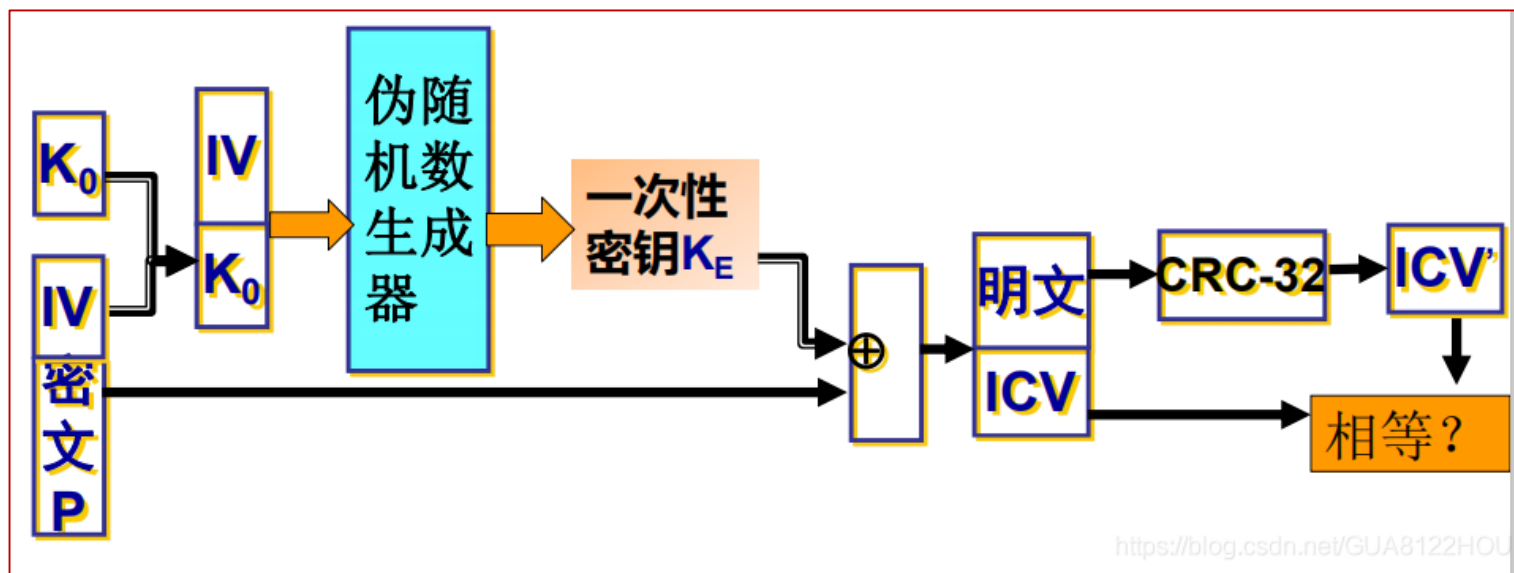 K₀
IV
密
文
P
IV
K₀
伪随
机数
生成
器
一次性
密钥K_E
⊕
明文
ICV
CRC-32
ICV’
相等？
https://blog.csdn.net/GUA8122HOU